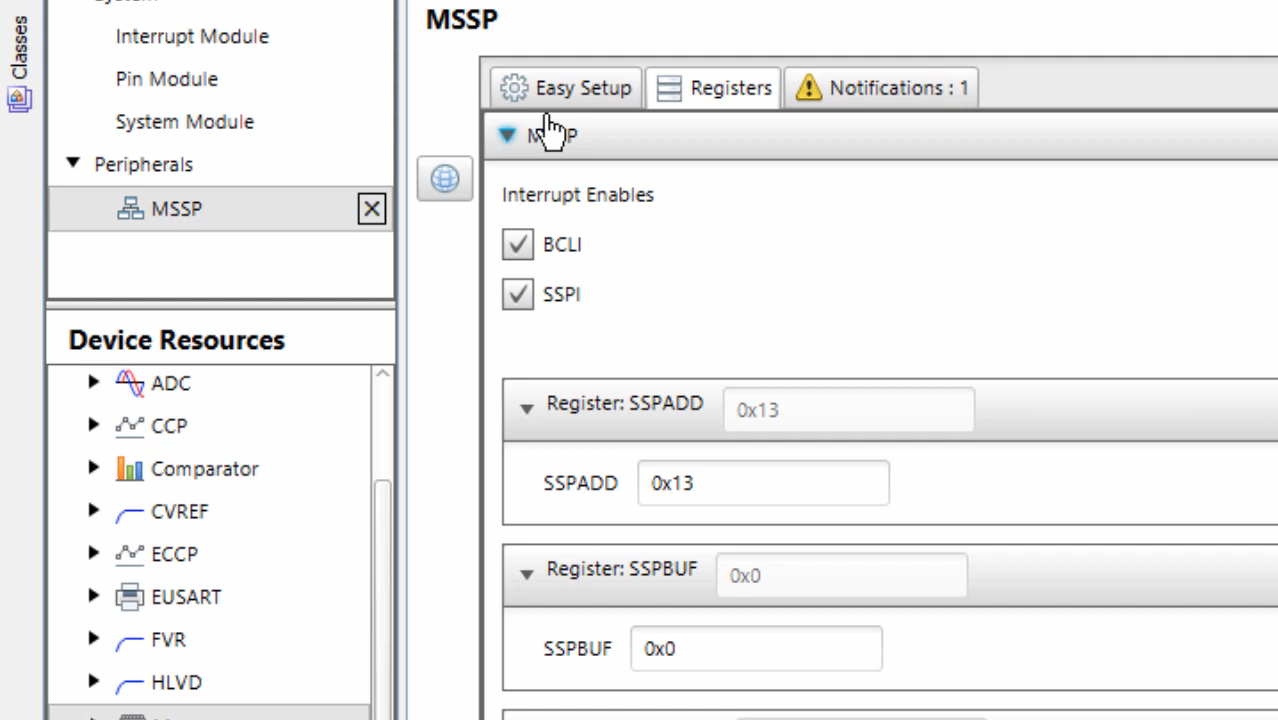 Classes
Interrupt Module
Pin Module
System Module
Peripherals
MSSP
Device Resources
ADC
CCP
Comparator
CVREF
ECCP
EUSART
FVR
HLVD
MSSP
Easy Setup
Registers
Notifications : 1
Interrupt Enables
BCLI
SSPI
Register: SSPADD 0x13
SSPADD 0x13
Register: SSPBUF 0x0
SSPBUF 0x0